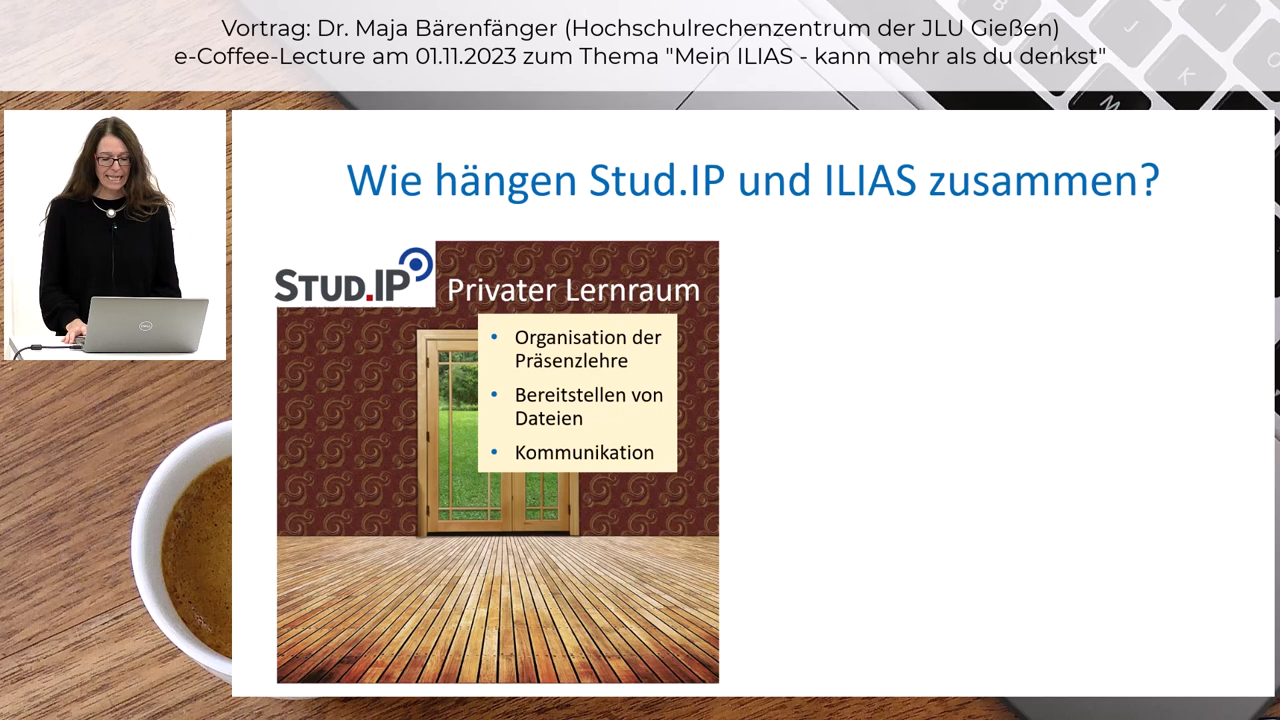 Vortrag: Dr. Maja Bärenfänger (Hochschulrechenzentrum der JLU Gießen)
e-Coffee-Lecture am 01.11.2023 zum Thema "Mein ILIAS - kann mehr als du denkst"
Wie hängen Stud.IP und ILIAS zusammen?
STUD.IP
Privater Lernraum
• Organisation der
Präsenzlehre
• Bereitstellen von
Dateien
• Kommunikation
DELL
B
I
K
M